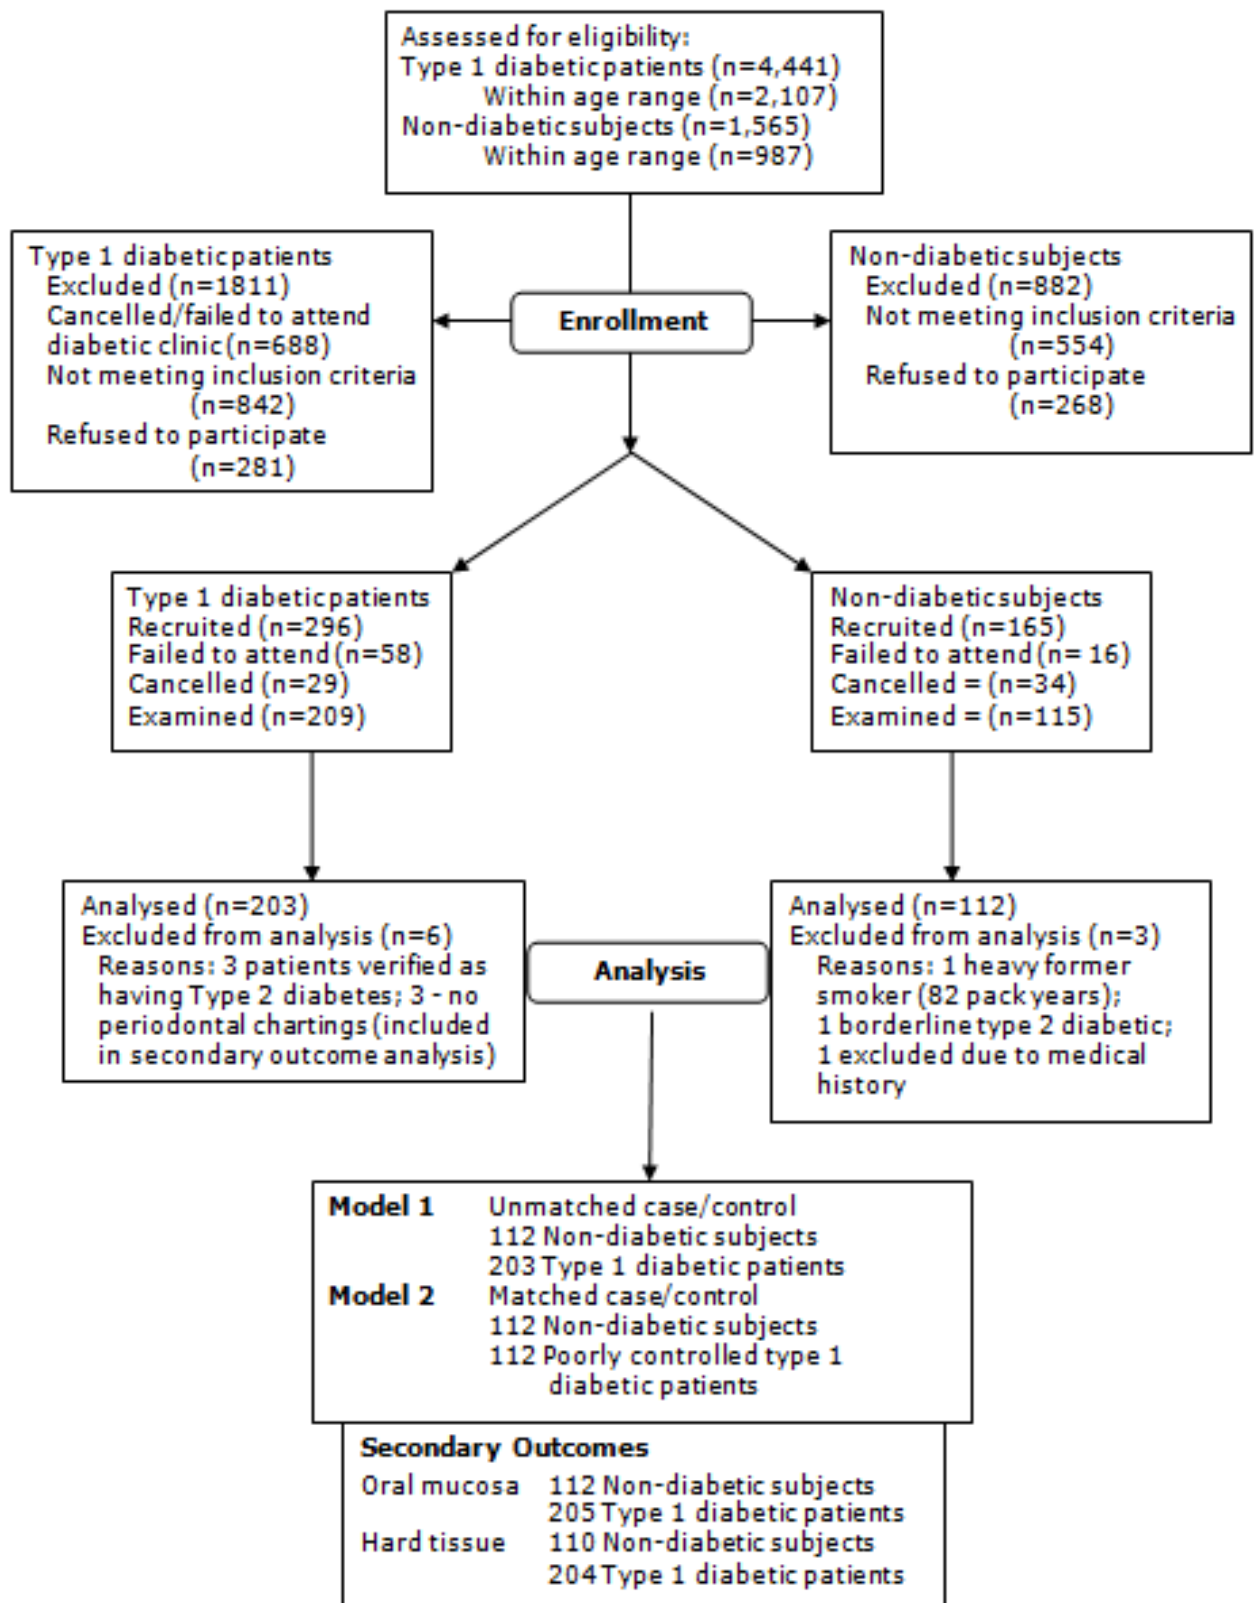 Assessed for eligibility:
Type 1 diabetic patients (n=4,441)
Within age range (n=2,107)
Non-diabetic subjects (n=1,565)
Within age range (n=987)
Type 1 diabetic patients
Excluded (n=1811)
Cancelled/failed to attend
diabetic clinic (n=688)
Not meeting inclusion criteria
(n=842)
Refused to participate
(n=281)
Enrollment
Non-diabetic subjects
Excluded (n=882)
Not meeting inclusion criteria
(n=554)
Refused to participate
(n=268)
Type 1 diabetic patients
Recruited (n=296)
Failed to attend (n=58)
Cancelled (n=29)
Examined (n=209)
Non-diabetic subjects
Recruited (n=165)
Failed to attend (n= 16)
Cancelled = (n=34)
Examined = (n=115)
Analysed (n=203)
Excluded from analysis (n=6)
Reasons: 3 patients verified as
having Type 2 diabetes; 3 - no
periodontal chartings (included
in secondary outcome analysis)
Analysis
Analysed (n=112)
Excluded from analysis (n=3)
Reasons: 1 heavy former
smoker (82 pack years);
1 borderline type 2 diabetic;
1 excluded due to medical
history
Model 1 Unmatched case/control
112 Non-diabetic subjects
203 Type 1 diabetic patients
Model 2 Matched case/control
112 Non-diabetic subjects
112 Poorly controlled type 1
diabetic patients
Secondary Outcomes
Oral mucosa 112 Non-diabetic subjects
205 Type 1 diabetic patients
Hard tissue 110 Non-diabetic subjects
204 Type 1 diabetic patients